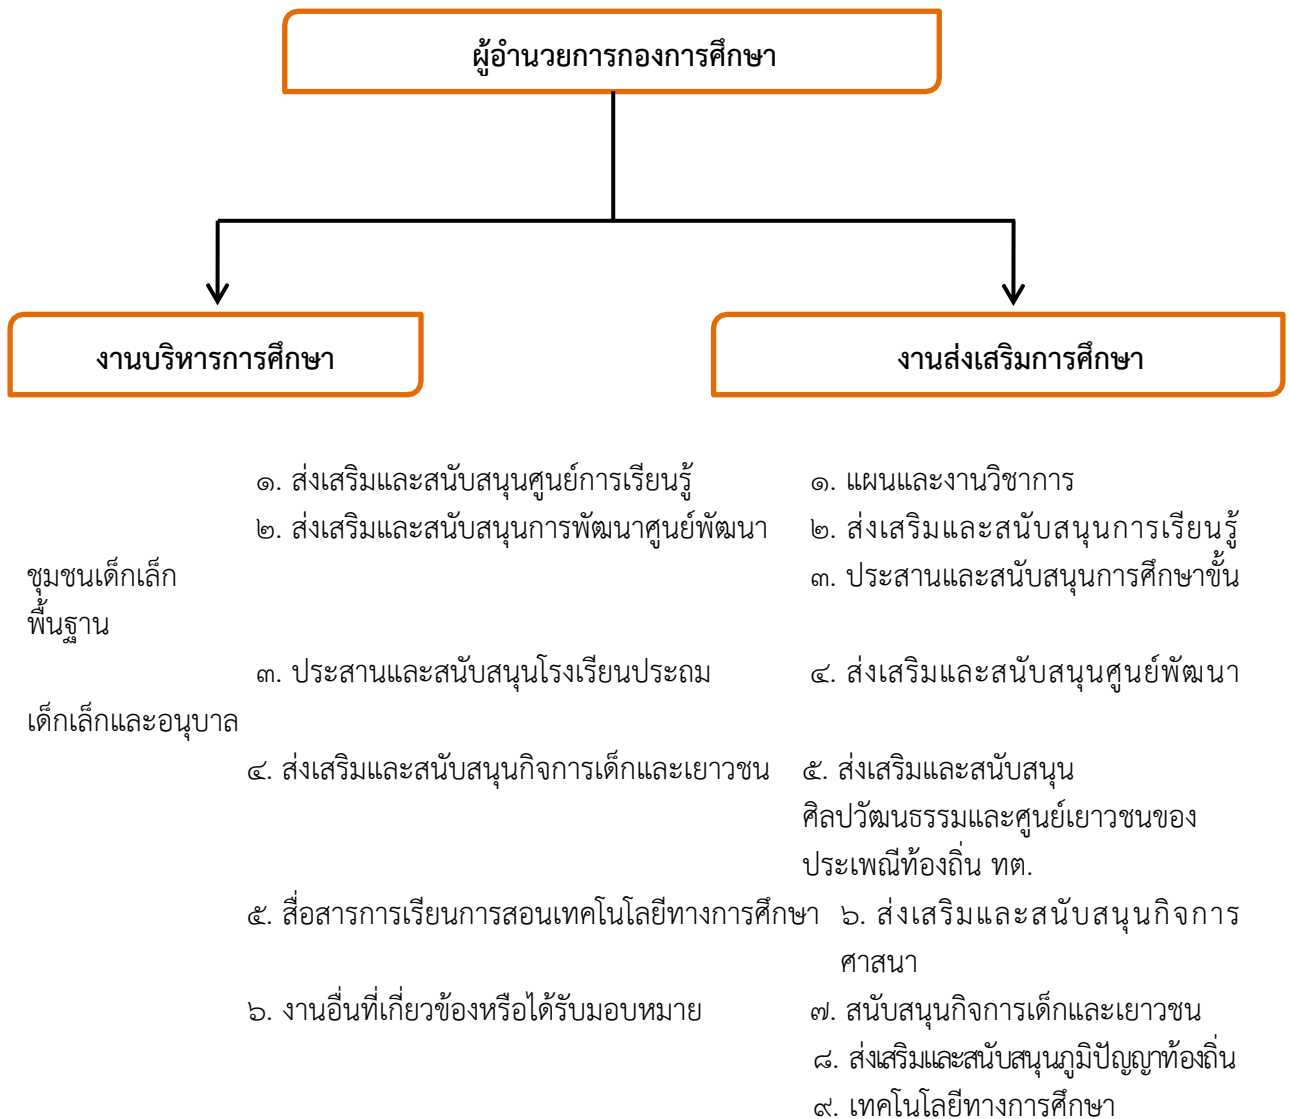 ผู้อำนวยการกองการศึกษา
งานบริหารการศึกษา
งานส่งเสริมการศึกษา
๑. ส่งเสริมและสนับสนุนศูนย์การเรียนรู้ ๑. แผนและงานวิชาการ
๒. ส่งเสริมและสนับสนุนการพัฒนาศูนย์พัฒนา ๒. ส่งเสริมและสนับสนุนการเรียนรู้
ชุมชนเด็กเล็ก ๓. ประสานและสนับสนุนการศึกษาขั้น
พื้นฐาน
๓. ประสานและสนับสนุนโรงเรียนประถม ๔. ส่งเสริมและสนับสนุนศูนย์พัฒนา
เด็กเล็กและอนุบาล
๔. ส่งเสริมและสนับสนุนกิจการเด็กและเยาวชน ๕. ส่งเสริมและสนับสนุน
ศิลปวัฒนธรรมและศูนย์เยาวชนของ
ประเพณีท้องถิ่น ทต.
๕. สื่อสารการเรียนการสอนเทคโนโลยีทางการศึกษา ๖. ส่งเสริมและสนับสนุนกิจการ
ศาสนา
๖. งานอื่นที่เกี่ยวข้องหรือได้รับมอบหมาย ๗. สนับสนุนกิจการเด็กและเยาวชน
๘. ส่งเสริมและสนับสนุนภูมิปัญญาท้องถิ่น
๙. เทคโนโลยีทางการศึกษา